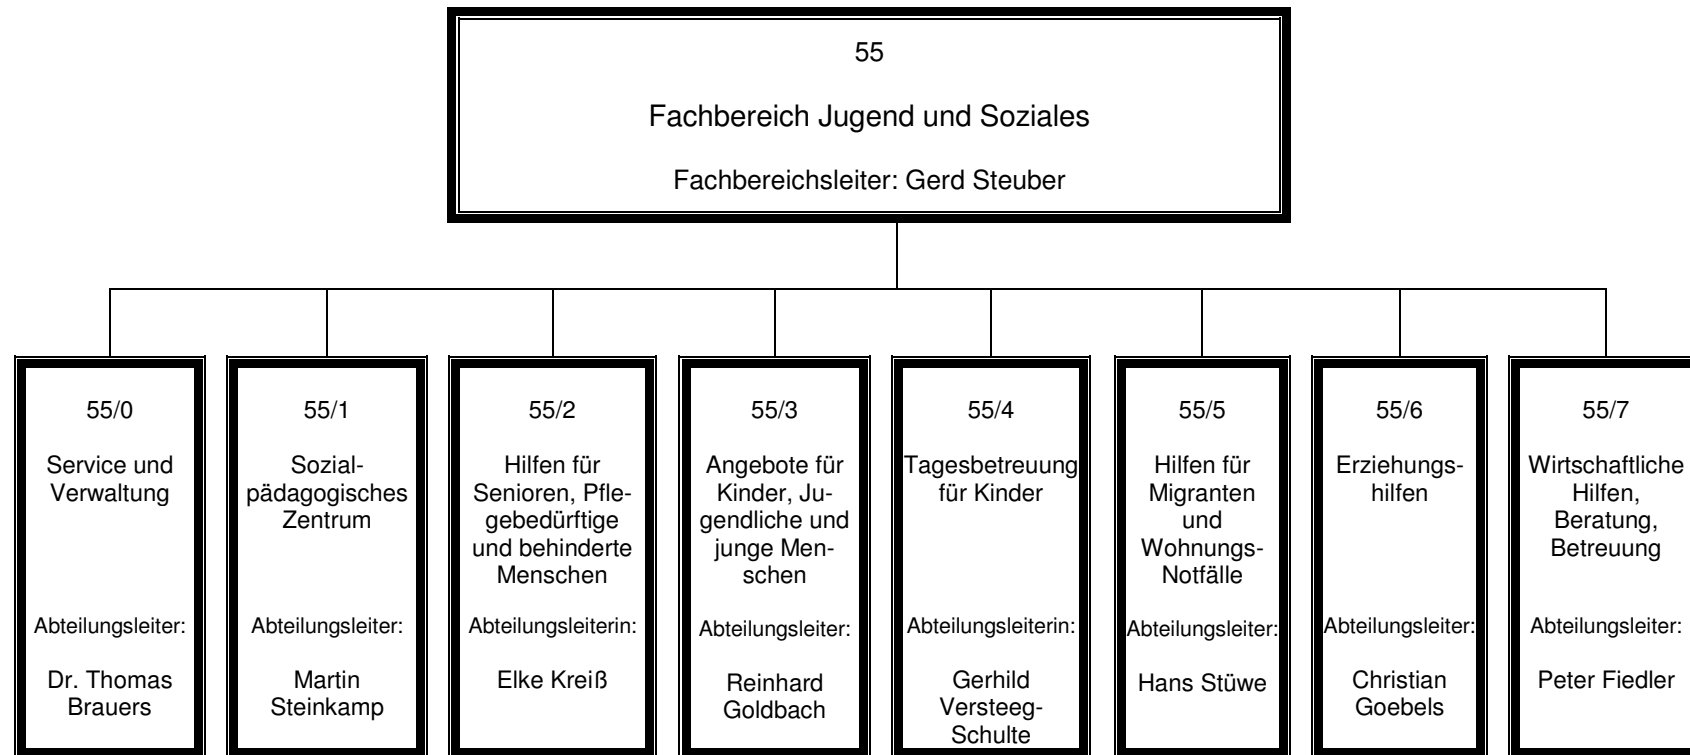 55
Fachbereich Jugend und Soziales
Fachbereichsleiter: Gerd Steuber
55/0
Service und
Verwaltung
Abteilungsleiter:
Dr. Thomas
Brauers
55/1
Sozial-
pädagogisches
Zentrum
Abteilungsleiter:
Martin
Steinkamp
55/2
Hilfen für
Senioren, Pfle-
gebedürftige
und behinderte
Menschen
Abteilungsleiterin:
Elke Kreiß
55/3
Angebote für
Kinder, Ju-
gendliche und
junge Men-
schen
Abteilungsleiter:
Reinhard
Goldbach
55/4
Tagesbetreuung
für Kinder
Abteilungsleiterin:
Gerhild
Versteeg-
Schulte
55/5
Hilfen für
Migranten
und
Wohnungs-
Notfälle
Abteilungsleiter:
Hans Stüwe
55/6
Erziehungs-
hilfen
Abteilungsleiter:
Christian
Goebels
55/7
Wirtschaftliche
Hilfen,
Beratung,
Betreuung
Abteilungsleiter:
Peter Fiedler